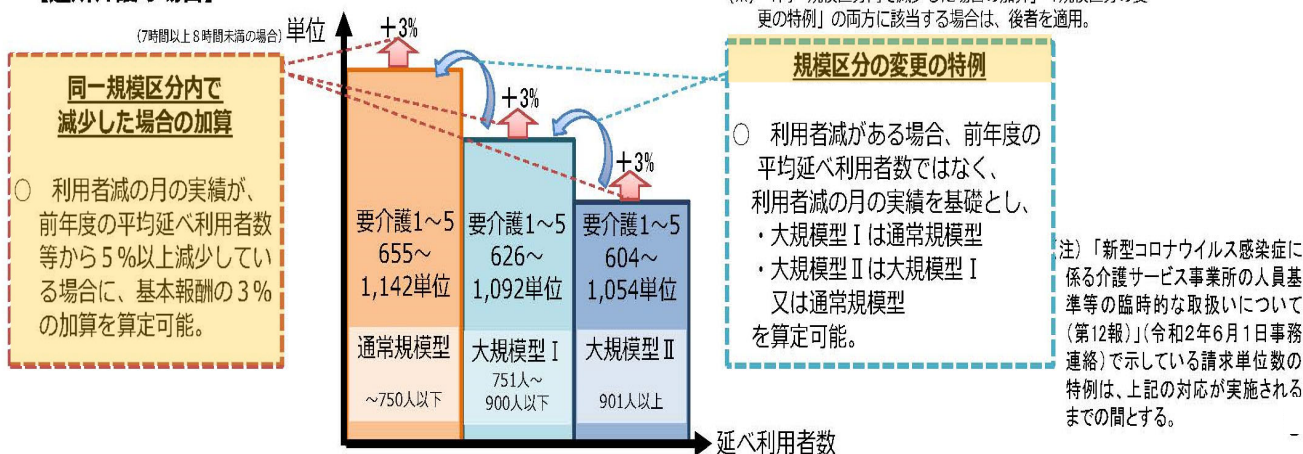 更の特例」の両方に該当する場合は、後者を適用。
(7時間以上8時間未満の場合)
単位
+3%
+3%
+3%
同一規模区分内で
減少した場合の加算
○ 利用者減の月の実績が、
前年度の平均延べ利用者数
等から5%以上減少してい
る場合に、基本報酬の3%
の加算を算定可能。
要介護1~5
655~
1,142単位
通常規模型
~750人以下
要介護1~5
626~
1,092単位
大規模型Ⅰ
751人~
900人以下
要介護1~5
604~
1,054単位
大規模型Ⅱ
901人以上
延べ利用者数
規模区分の変更の特例
○ 利用者減がある場合、前年度の
平均延べ利用者数ではなく、
利用者減の月の実績を基礎とし、
・大規模型Ⅰは通常規模型
・大規模型Ⅱは大規模型Ⅰ
又は通常規模型
を算定可能。
注)「新型コロナウイルス感染症に
係る介護サービス事業所の人員基
準等の臨時的な取扱いについて
(第12報)」(令和2年6月1日事務
連絡)で示している請求単位数の
特例は、上記の対応が実施される
までの間とする。